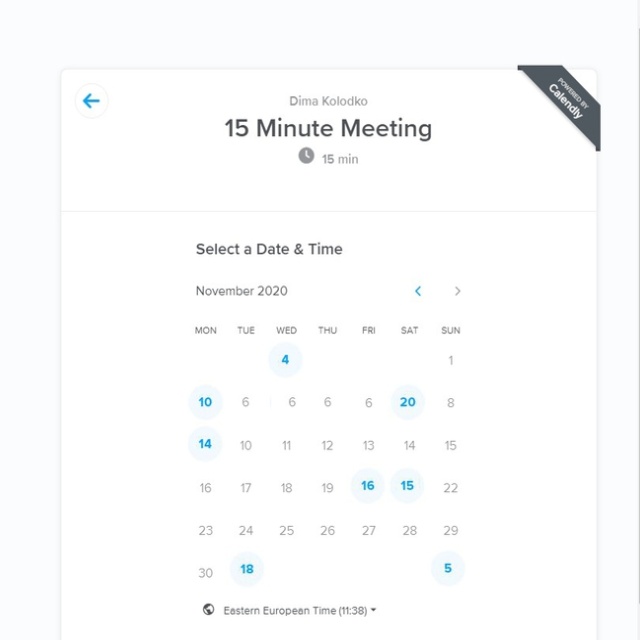 POWERED BY
Calendly
Dima Kolodko
15 Minute Meeting
15 min
Select a Date & Time
November 2020
MON TUE WED THU FRI SAT SUN
4 1
10 6 6 6 6 20 8
14 10 11 12 13 14 15
16 17 18 19 16 15 22
23 24 25 26 27 28 29
30 18 5
Eastern European Time (11:38)